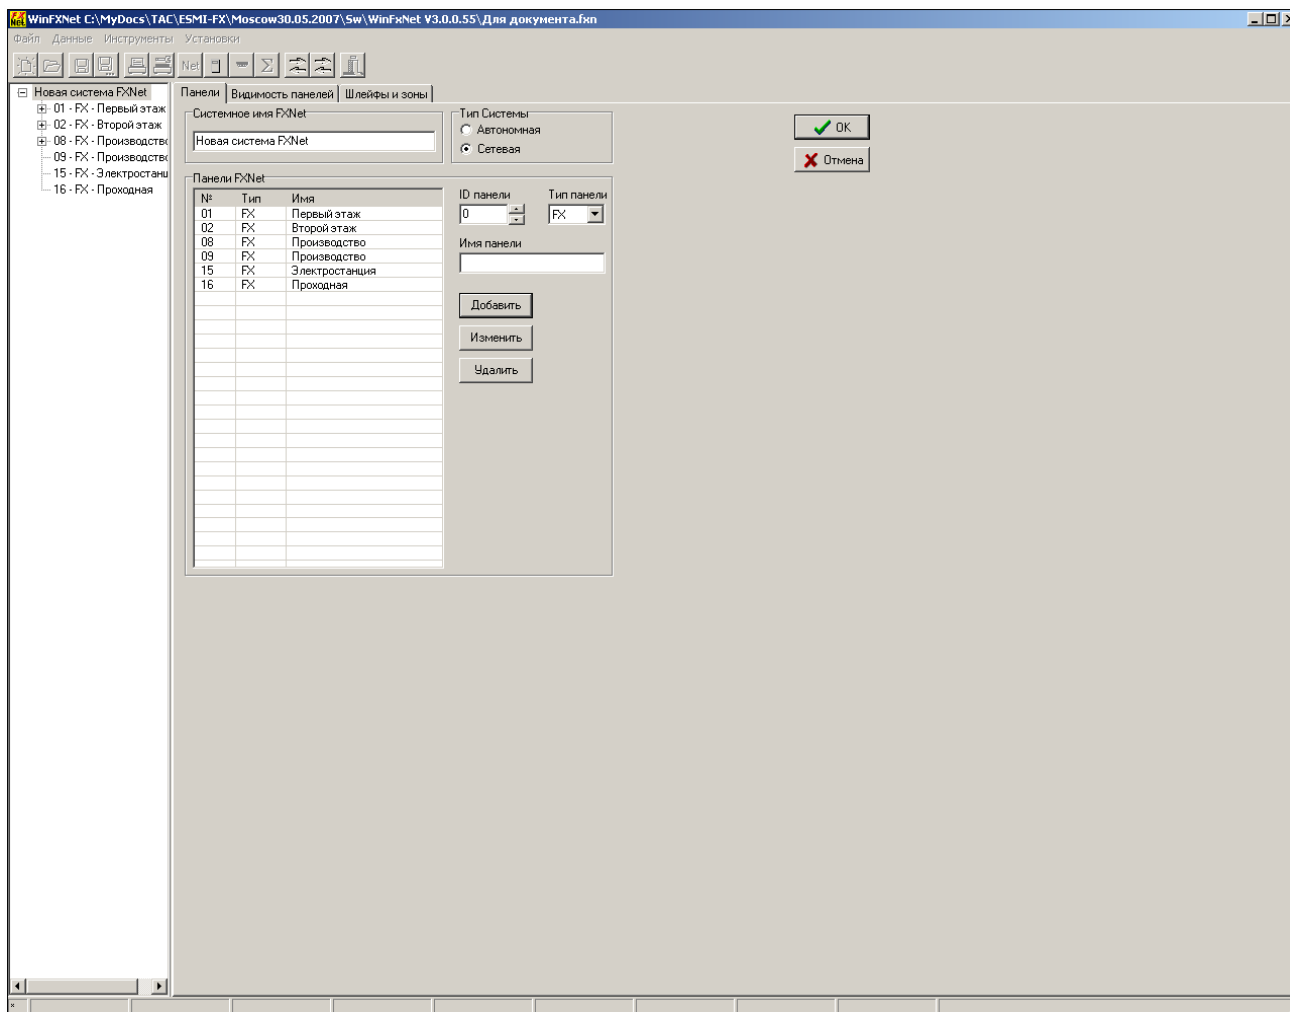 WinFXNet C:\MyDocs\TAC\ESMI-FX\Moscow30.05.2007\Sw\WinFxNet V3.0.0.55\Для документа.fxn
Файл Данные Инструменты Установки
Net Σ
Новая система FXNet
01 - FX - Первый этаж
02 - FX - Второй этаж
08 - FX - Производство
09 - FX - Производство
15 - FX - Электростанц
16 - FX - Проходная
Панели Видимость панелей Шлейфы и зоны
Системное имя FXNet
Новая система FXNet
Тип Системы
Автономная
Сетевая
OK
Отмена
Панели FXNet
№ Тип Имя
01 FX Первый этаж
02 FX Второй этаж
08 FX Производство
09 FX Производство
15 FX Электростанция
16 FX Проходная
ID панели Тип панели
0 FX
Имя панели
Добавить
Изменить
Удалить